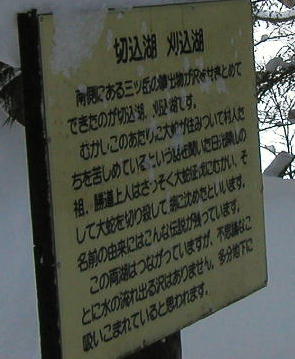 切込湖 刈込湖
南側にある三ツ岳の噴出物が沢をせきとめて
できたのが切込湖、刈込湖です。
むかしこのあたりに大蛇が住みついて村人た
ちを苦しめているという話を聞いた日光開山の
祖、勝道上人はさっそく大蛇征伐にむかい、そ
して大蛇を切り殺して湖に沈めたといいます。
名前の由来にはこんな伝説が残っています。
この両湖はつながっていますが、不思議なこ
とに水の流れ出る沢はありません。多分地下に
吸いこまれていると思われます。